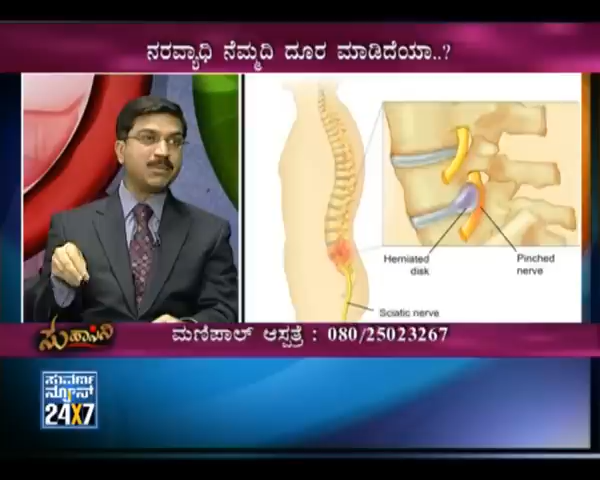 ನರವ್ಯಾಧಿ ನೆಮ್ಮದಿ ದೂರ ಮಾಡಿದೆಯಾ..?
Herniated disk
Pinched nerve
Sciatic nerve
ಸುಹಾಸಿನಿ
ಮಣಿಪಾಲ್ ಆಸ್ಪತ್ರೆ : 080/25023267
ಸುವರ್ಣ
ನ್ಯೂಸ್
24X7